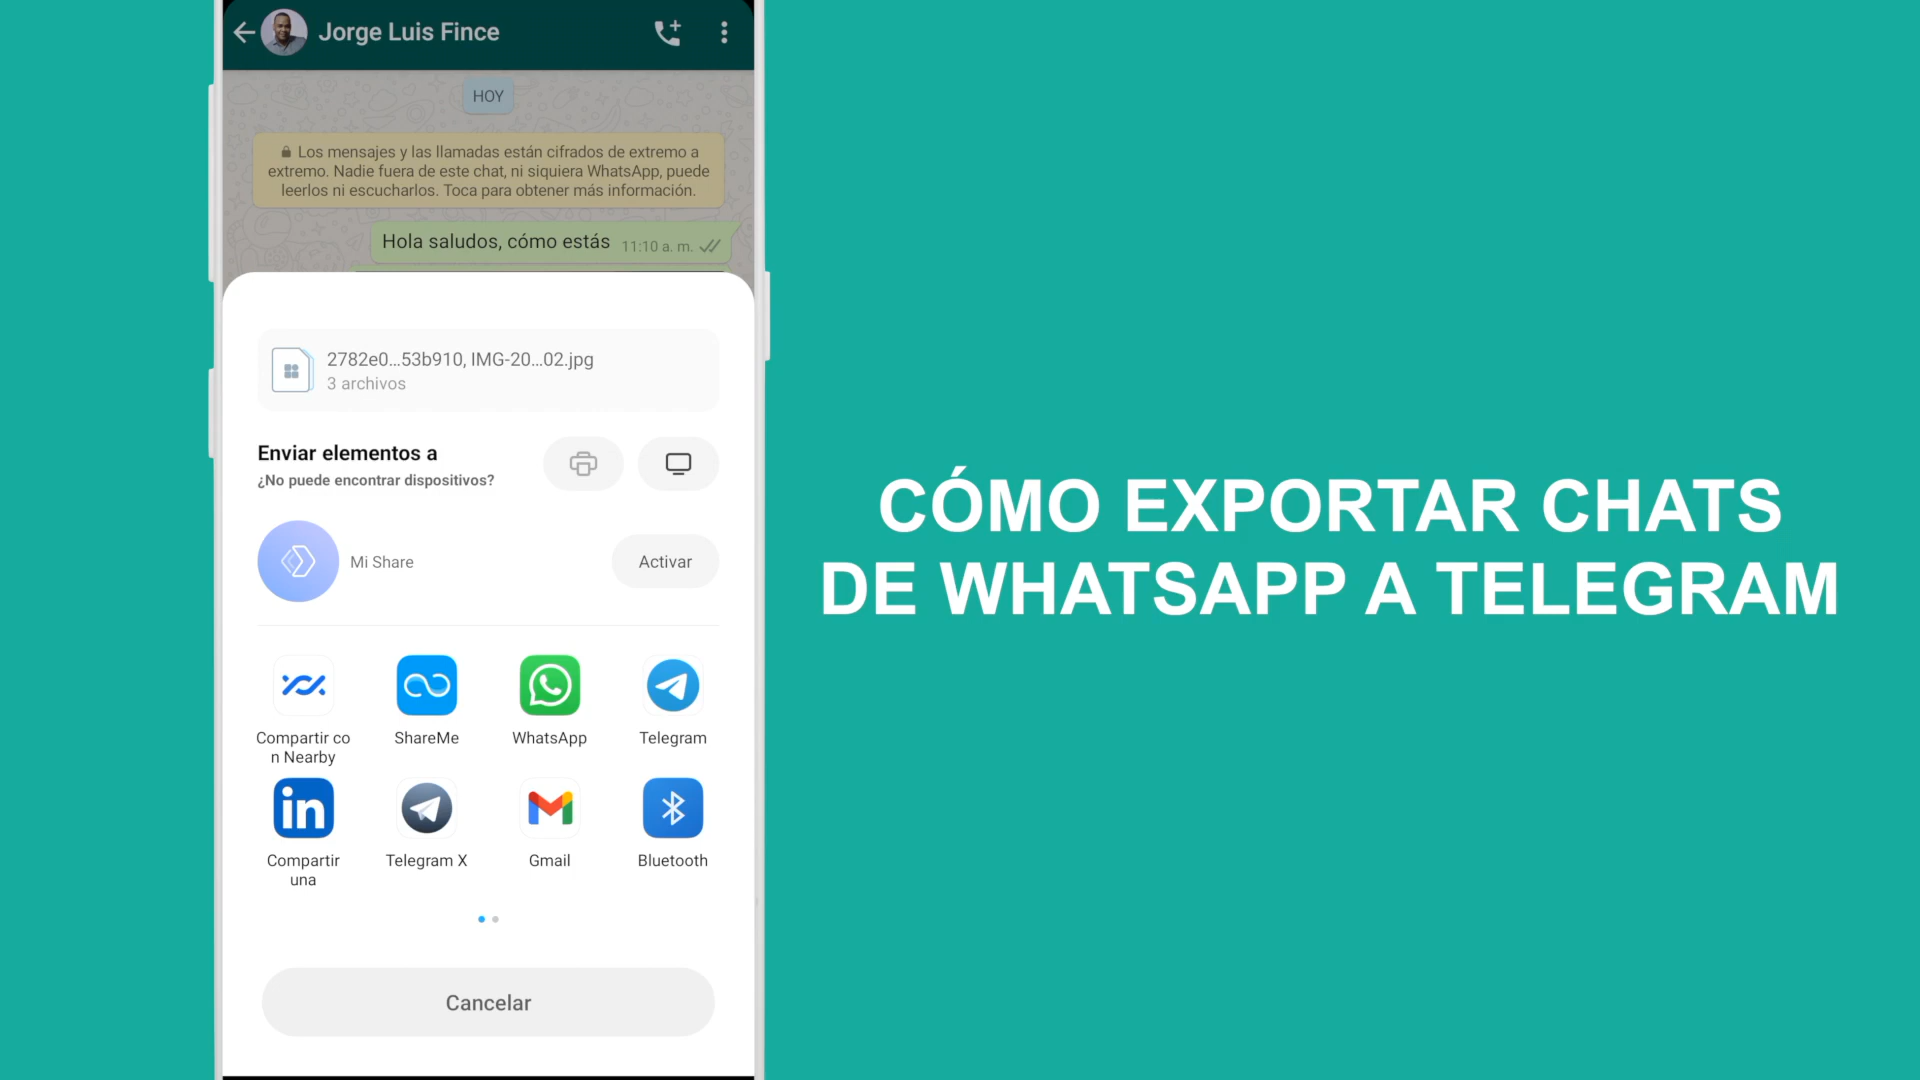 Jorge Luis Fince
HOY
Los mensajes y las llamadas están cifrados de extremo a
extremo. Nadie fuera de este chat, ni siquiera WhatsApp, puede
leerlos ni escucharlos. Toca para obtener más información.
Hola saludos, cómo estás 11:10 a. m.
2782e0...53b910, IMG-20...02.jpg
3 archivos
Enviar elementos a
¿No puede encontrar dispositivos?
Mi Share
Activar
Compartir co
n Nearby
ShareMe
WhatsApp
Telegram
in
Compartir
una
Telegram X
Gmail
Bluetooth
Cancelar
CÓMO EXPORTAR CHATS
DE WHATSAPP A TELEGRAM